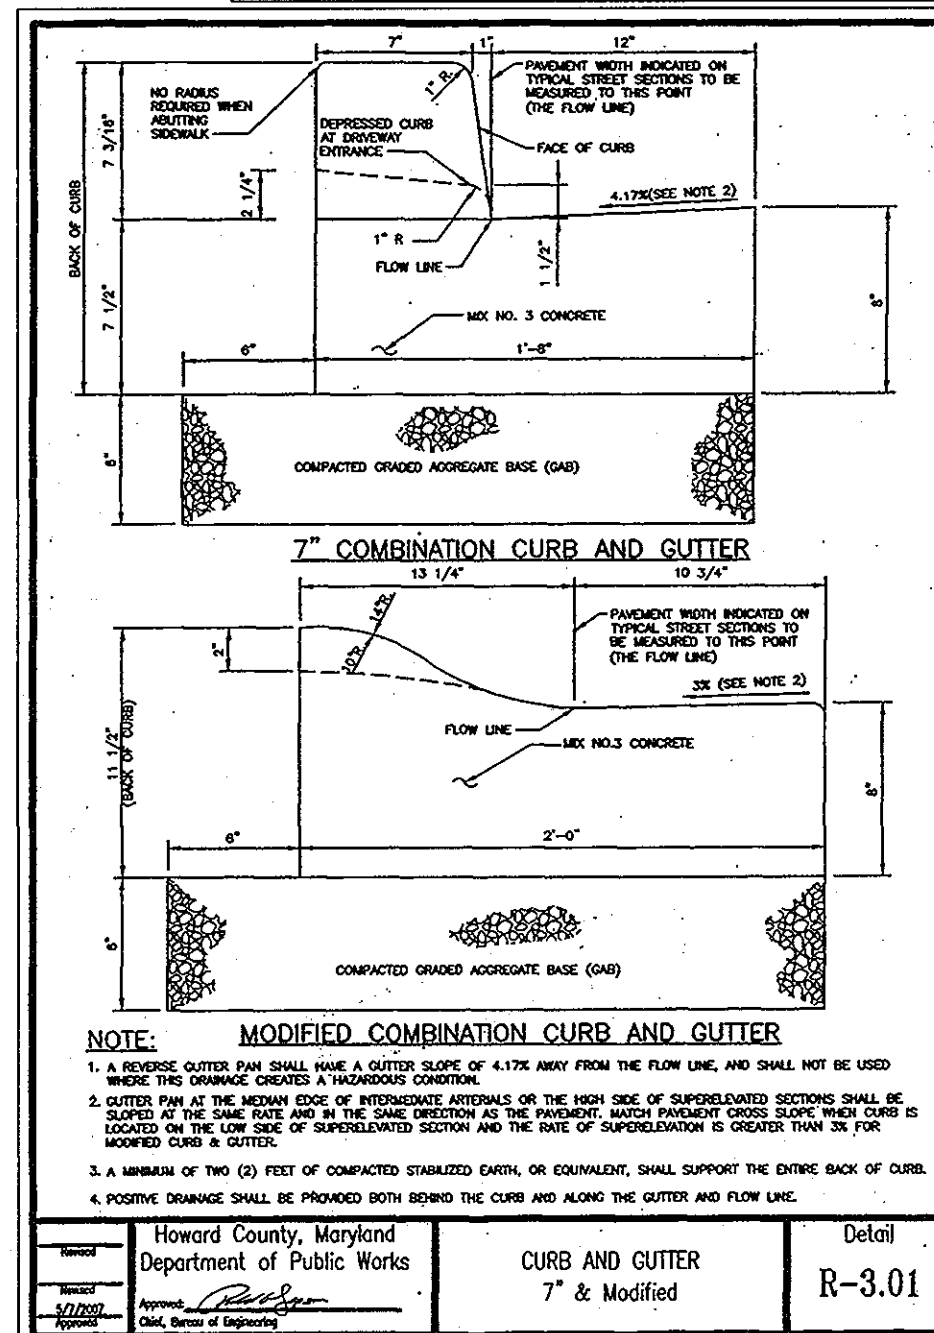 7"
1"
12"
NO RADIUS
REQUIRED WHEN
ABUTTING
SIDEWALK
1" R.
PAVEMENT WIDTH INDICATED ON
TYPICAL STREET SECTIONS TO BE
MEASURED TO THIS POINT
(THE FLOW LINE)
DEPRESSED CURB
AT DRIVEWAY
ENTRANCE
FACE OF CURB
7 3/16"
2 1/4"
4.17%(SEE NOTE 2)
BACK OF CURB
1" R
FLOW LINE
1 1/2"
7 1/2"
8"
MIX NO. 3 CONCRETE
6"
1'-8"
6"
COMPACTED GRADED AGGREGATE BASE (GAB)
7" COMBINATION CURB AND GUTTER
13 1/4"
10 3/4"
14"R.
10"R.
PAVEMENT WIDTH INDICATED ON
TYPICAL STREET SECTIONS TO
BE MEASURED TO THIS POINT
(THE FLOW LINE)
2"
3% (SEE NOTE 2)
FLOW LINE
11 1/2"
(BACK OF CURB)
MIX NO.3 CONCRETE
8"
6"
2'-0"
6"
COMPACTED GRADED AGGREGATE BASE (GAB)
MODIFIED COMBINATION CURB AND GUTTER
NOTE:
1. A REVERSE GUTTER PAN SHALL HAVE A GUTTER SLOPE OF 4.17% AWAY FROM THE FLOW LINE, AND SHALL NOT BE USED
WHERE THIS DRAINAGE CREATES A HAZARDOUS CONDITION.
2. GUTTER PAN AT THE MEDIAN EDGE OF INTERMEDIATE ARTERIALS OR THE HIGH SIDE OF SUPERELEVATED SECTIONS SHALL BE
SLOPED AT THE SAME RATE AND IN THE SAME DIRECTION AS THE PAVEMENT. MATCH PAVEMENT CROSS SLOPE WHEN CURB IS
LOCATED ON THE LOW SIDE OF SUPERELEVATED SECTION AND THE RATE OF SUPERELEVATION IS GREATER THAN 3% FOR
MODIFIED CURB & GUTTER.
3. A MINIMUM OF TWO (2) FEET OF COMPACTED STABILIZED EARTH, OR EQUIVALENT, SHALL SUPPORT THE ENTIRE BACK OF CURB.
4. POSITIVE DRAINAGE SHALL BE PROVIDED BOTH BEHIND THE CURB AND ALONG THE GUTTER AND FLOW LINE.
Revised
Revised
5/7/2007
Approved
Howard County, Maryland
Department of Public Works
Approved:
Chief, Bureau of Engineering
CURB AND GUTTER
7" & Modified
Detail
R-3.01